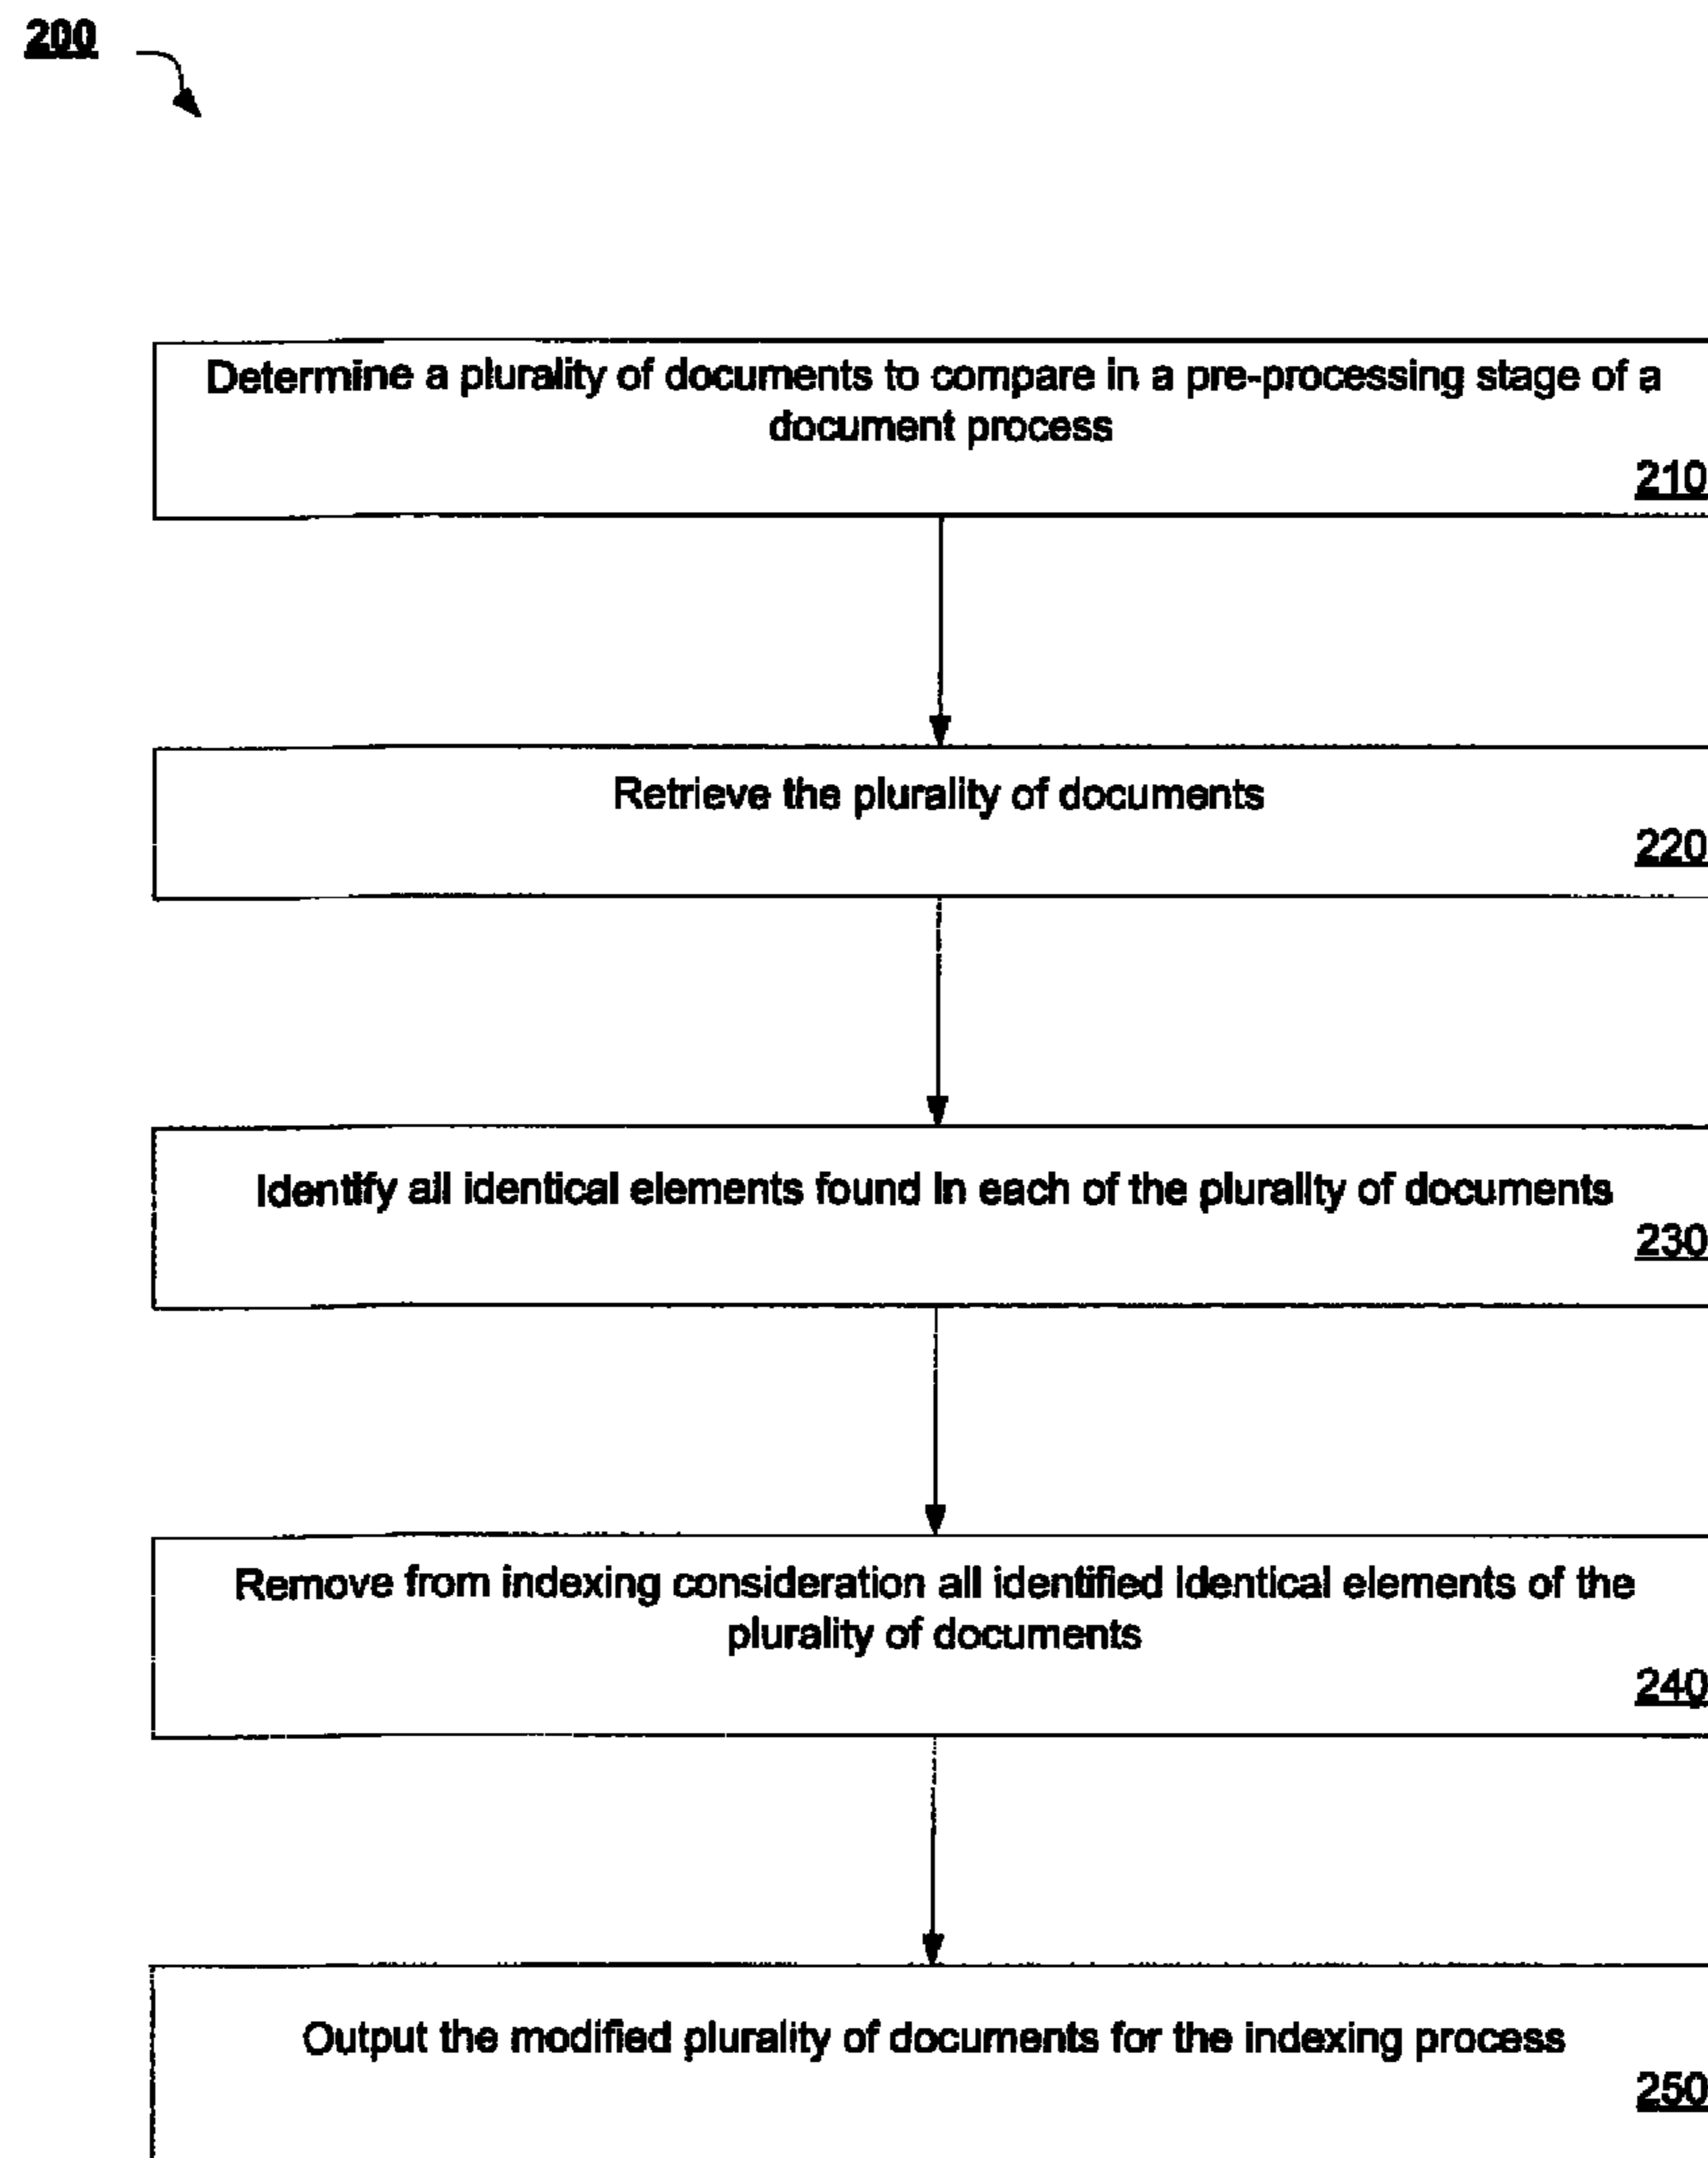 200
Determine a plurality of documents to compare in a pre-processing stage of a
document process
210
Retrieve the plurality of documents
220
Identify all identical elements found in each of the plurality of documents
230
Remove from indexing consideration all identified identical elements of the
plurality of documents
240
Output the modified plurality of documents for the indexing process
250